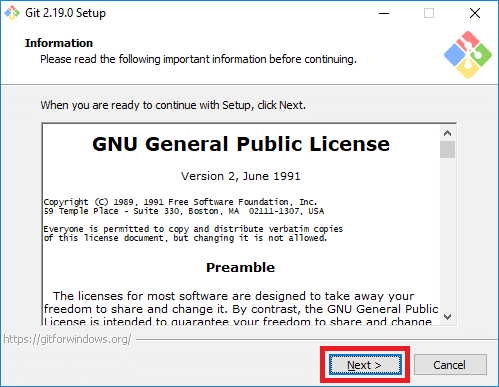 Git 2.19.0 Setup
Information
Please read the following important information before continuing.
When you are ready to continue with Setup, click Next.
GNU General Public License
Version 2, June 1991
Copyright (C) 1989, 1991 Free Software Foundation, Inc.
59 Temple Place - Suite 330, Boston, MA  02111-1307, USA
Everyone is permitted to copy and distribute verbatim copies
of this license document, but changing it is not allowed.
Preamble
The licenses for most software are designed to take away your
freedom to share and change it. By contrast, the GNU General Public
License is intended to guarantee your freedom to share and change
https://gitforwindows.org/
Next >
Cancel